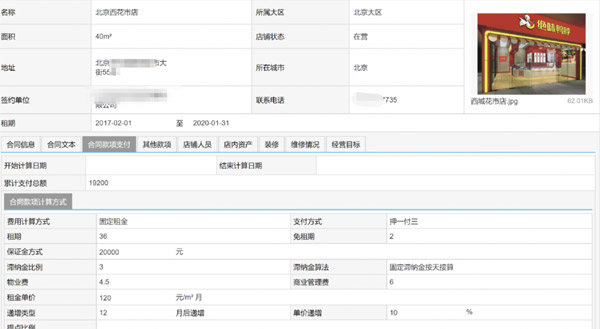 名称 北京西花市店 所属大区 北京大区
面积 40m² 店铺状态 在营
地址 北京 市大
街56 所在城市 北京
签约单位 限公司 联系电话 *735
西城花市店.jpg 62.01KB
租期 2017-02-01 至 2020-01-31
合同信息 合同文本 合同款项支付 其他款项 店铺人员 店内资产 装修 维修情况 经营目标
开始计算日期 结束计算日期
累计支付总额 19200
合同款项计算方式
费用计算方式 固定租金 支付方式 押一付三
租期 36 免租期 2
保证金方式 20000 元
滞纳金比例 3 滞纳金算法 固定滞纳金按天摆算
物业费 4.5 商业管理费 6
租金单价 120 元/m² 月
递增类型 12 月后递增 单价递增 10 %
提点比例